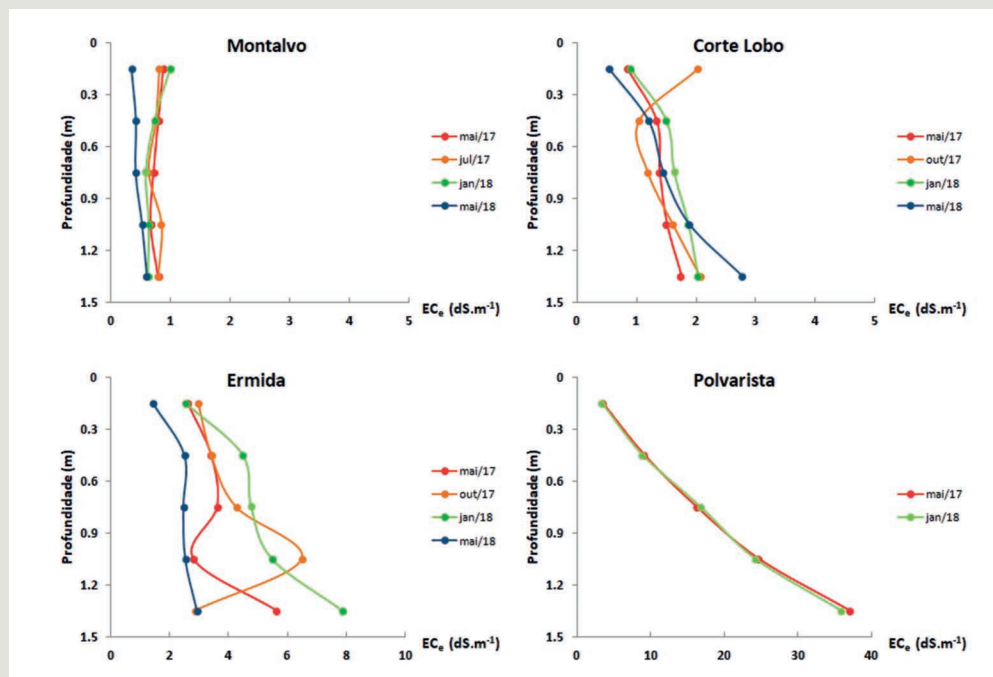 Montalvo
Profundidade (m)
0
0.3
0.6
0.9
1.2
1.5
0 1 2 3 4 5
ECe (dS.m-1)
mai/17
jul/17
jan/18
mai/18
Corte Lobo
Profundidade (m)
0
0.3
0.6
0.9
1.2
1.5
0 1 2 3 4 5
ECe (dS.m-1)
mai/17
out/17
jan/18
mai/18
Ermida
Profundidade (m)
0
0.3
0.6
0.9
1.2
1.5
0 2 4 6 8 10
ECe (dS.m-1)
mai/17
out/17
jan/18
mai/18
Polvarista
Profundidade (m)
0
0.3
0.6
0.9
1.2
1.5
0 10 20 30 40
ECe (dS.m-1)
mai/17
jan/18